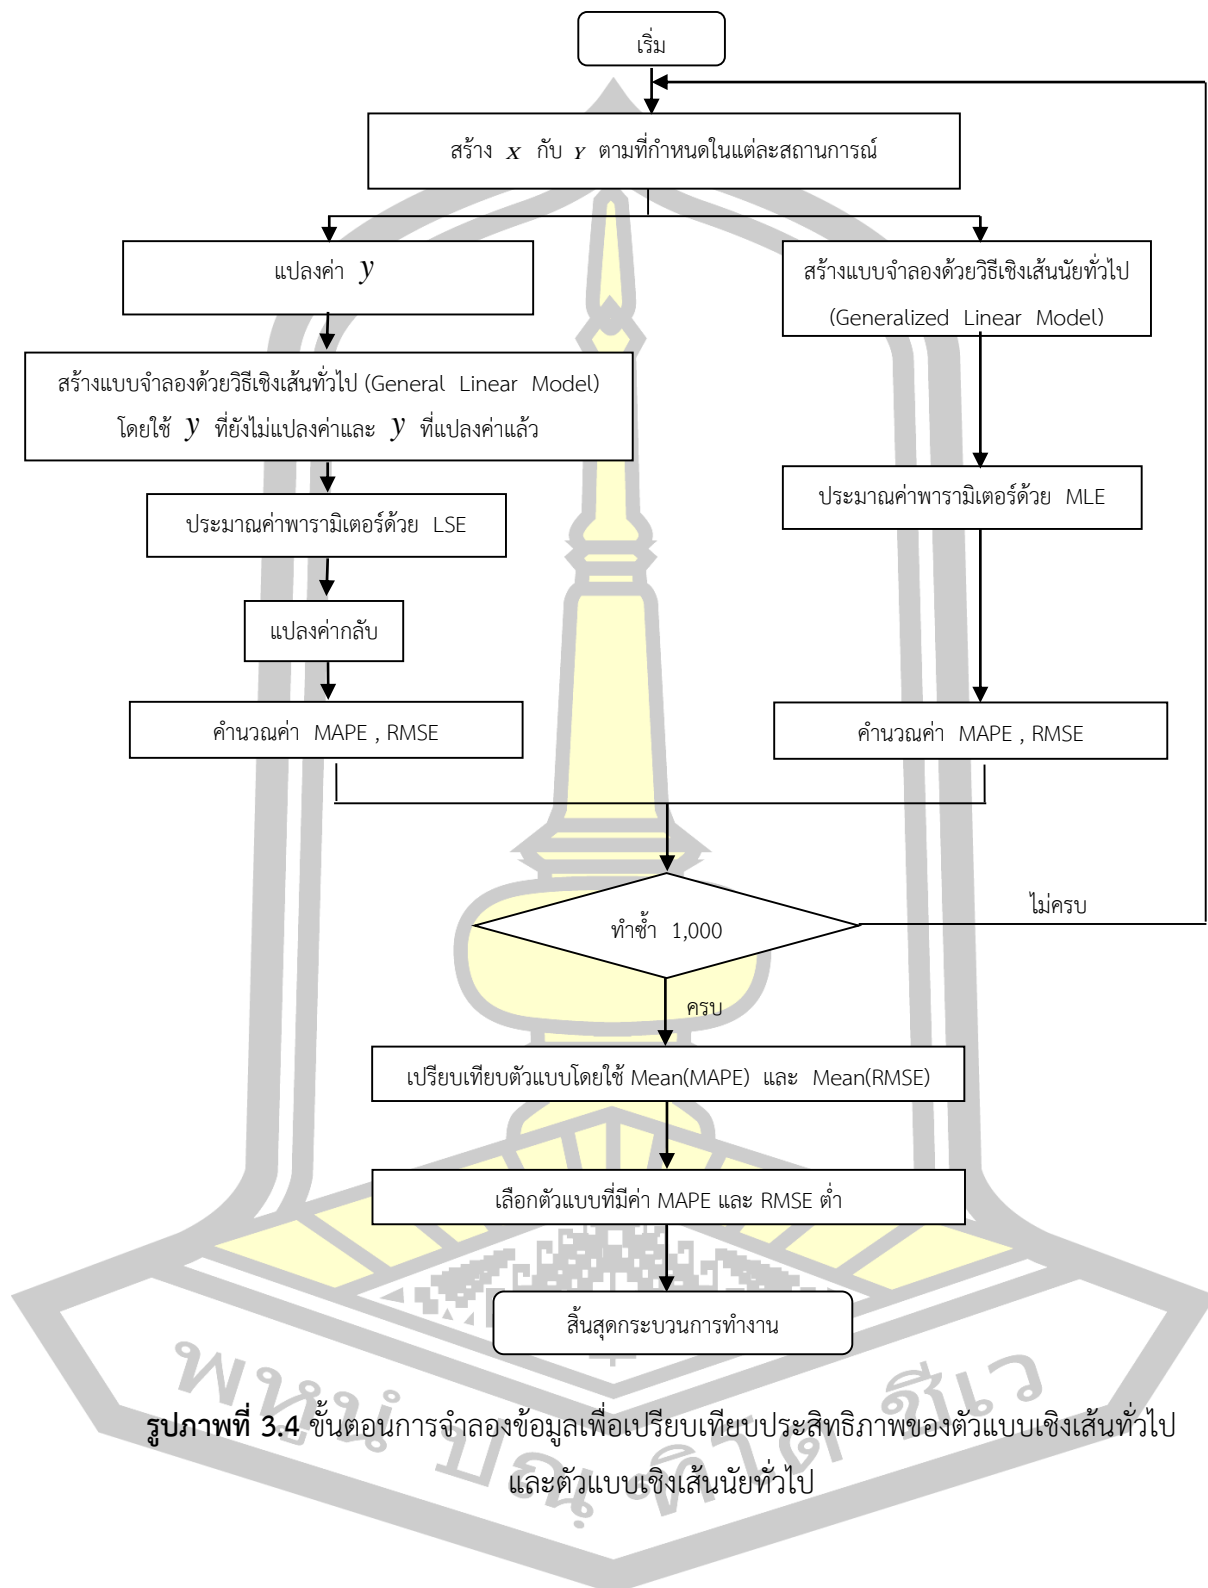 เริ่ม
สร้าง X กับ Y ตามที่กำหนดในแต่ละสถานการณ์
แปลงค่า y
สร้างแบบจำลองด้วยวิธีเชิงเส้นทั่วไป (General Linear Model)
โดยใช้ y ที่ยังไม่แปลงค่าและ y ที่แปลงค่าแล้ว
ประมาณค่าพารามิเตอร์ด้วย LSE
แปลงค่ากลับ
คำนวณค่า MAPE , RMSE
สร้างแบบจำลองด้วยวิธีเชิงเส้นนัยทั่วไป
(Generalized Linear Model)
ประมาณค่าพารามิเตอร์ด้วย MLE
คำนวณค่า MAPE , RMSE
ทำซ้ำ 1,000
ไม่ครบ
ครบ
เปรียบเทียบตัวแบบโดยใช้ Mean(MAPE) และ Mean(RMSE)
เลือกตัวแบบที่มีค่า MAPE และ RMSE ต่ำ
สิ้นสุดกระบวนการทำงาน
รูปภาพที่ 3.4 ขั้นตอนการจำลองข้อมูลเพื่อเปรียบเทียบประสิทธิภาพของตัวแบบเชิงเส้นทั่วไป
และตัวแบบเชิงเส้นนัยทั่วไป
พหูนํ ปณฺฑิโต ชีเว